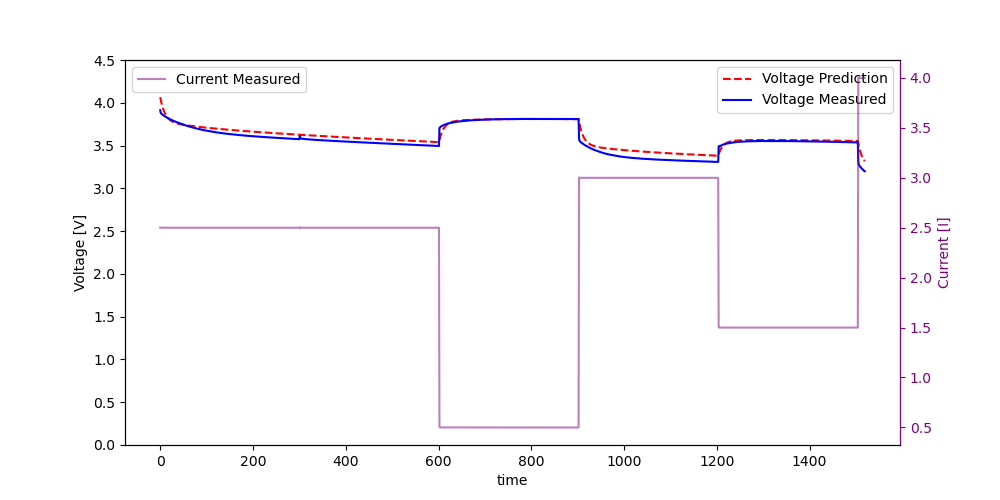 Current Measured
Voltage Prediction
Voltage Measured
4.5
4.0
3.5
3.0
2.5
2.0
1.5
1.0
0.5
0.0
Voltage [V]
4.0
3.5
3.0
2.5
2.0
1.5
1.0
0.5
Current [I]
0 200 400 600 800 1000 1200 1400
time